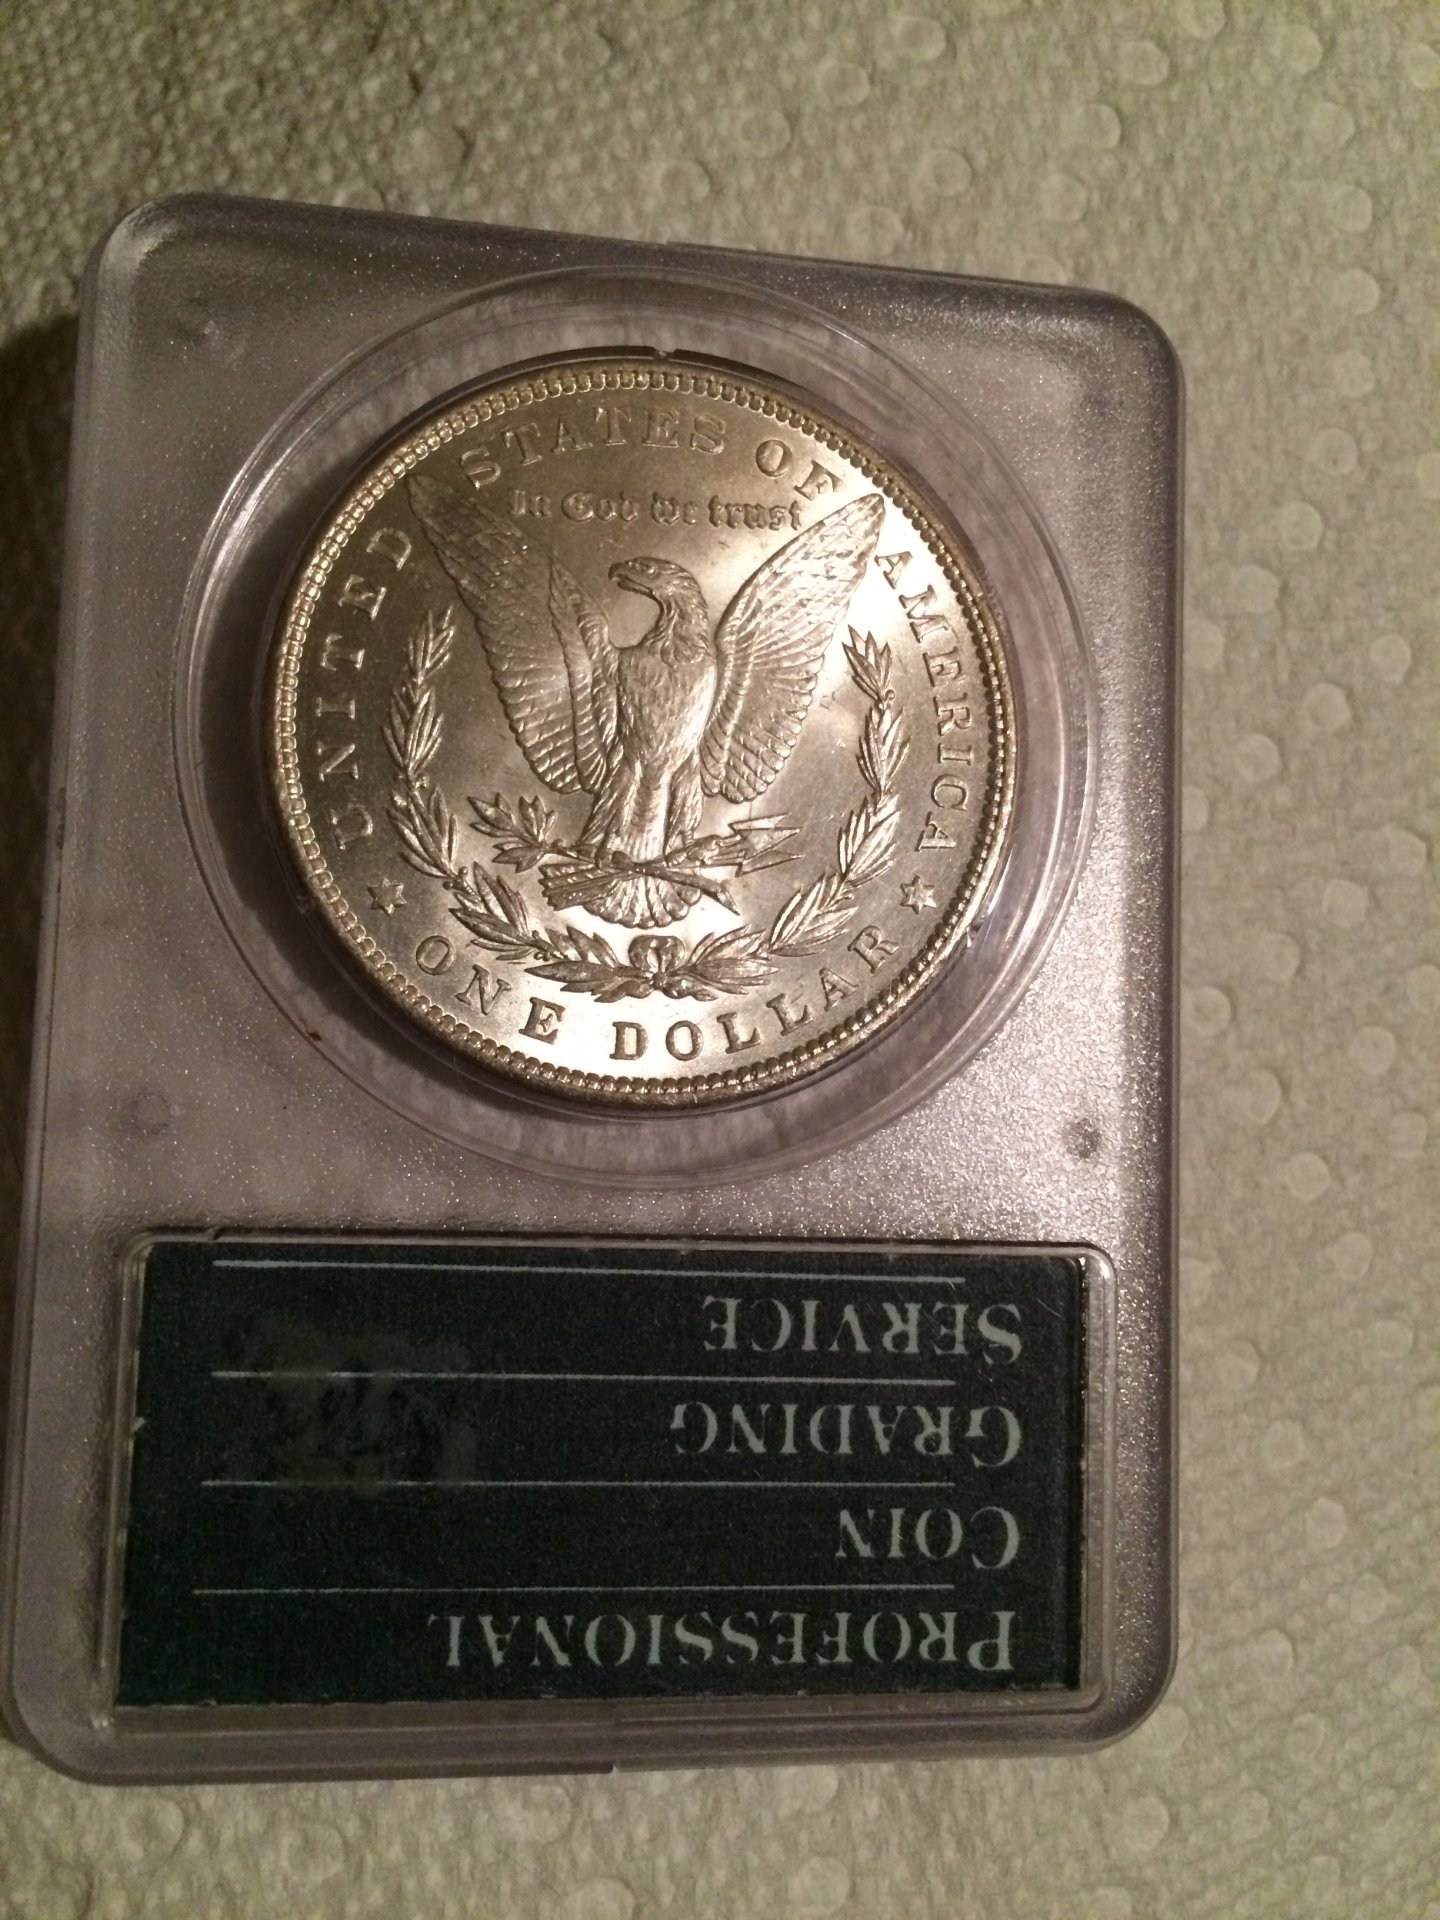 UNITED STATES OF AMERICA
In God we trust
ONE DOLLAR
PROFESSIONAL
COIN
GRADING
SERVICE